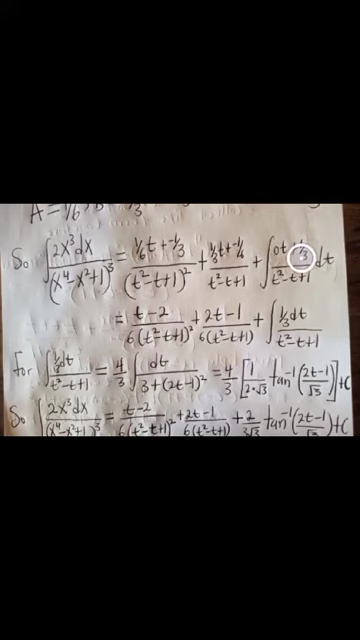 A = 1/6
So ∫ 2x³dx/(x⁴-x²+1)³ = (1/6t + -1/3)/(t²-t+1)² + (1/3t + -1/6)/(t²-t+1) + ∫ (0t + 1/3)/(t²-t+1) dt
= (t-2)/(6(t²-t+1)²) + (2t-1)/(6(t²-t+1)) + ∫ (1/3 dt)/(t²-t+1)
For ∫ (1/3 dt)/(t²-t+1) = 4/3 ∫ dt/(3+(2t-1)²) = 4/3 [1/(2·√3) tan⁻¹((2t-1)/√3)] + C
So ∫ 2x³dx/(x⁴-x²+1)³ = (t-2)/(6(t²-t+1)²) + (2t-1)/(6(t²-t+1)) + 2/(3√3) tan⁻¹((2t-1)/√3) + C